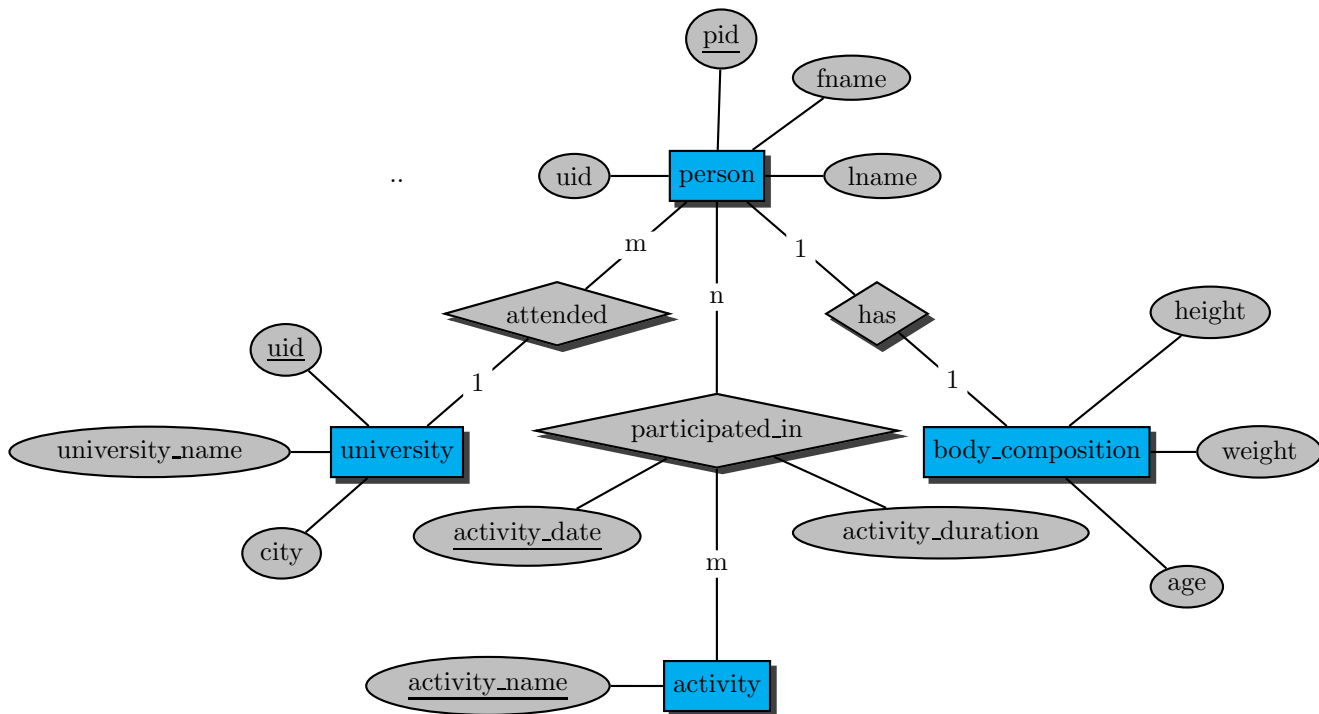 pid
fname
..
uid
person
lname
m
1
n
attended
has
height
uid
1
1
participated_in
university_name
university
body_composition
weight
activity_date
activity_duration
city
m
age
activity_name
activity